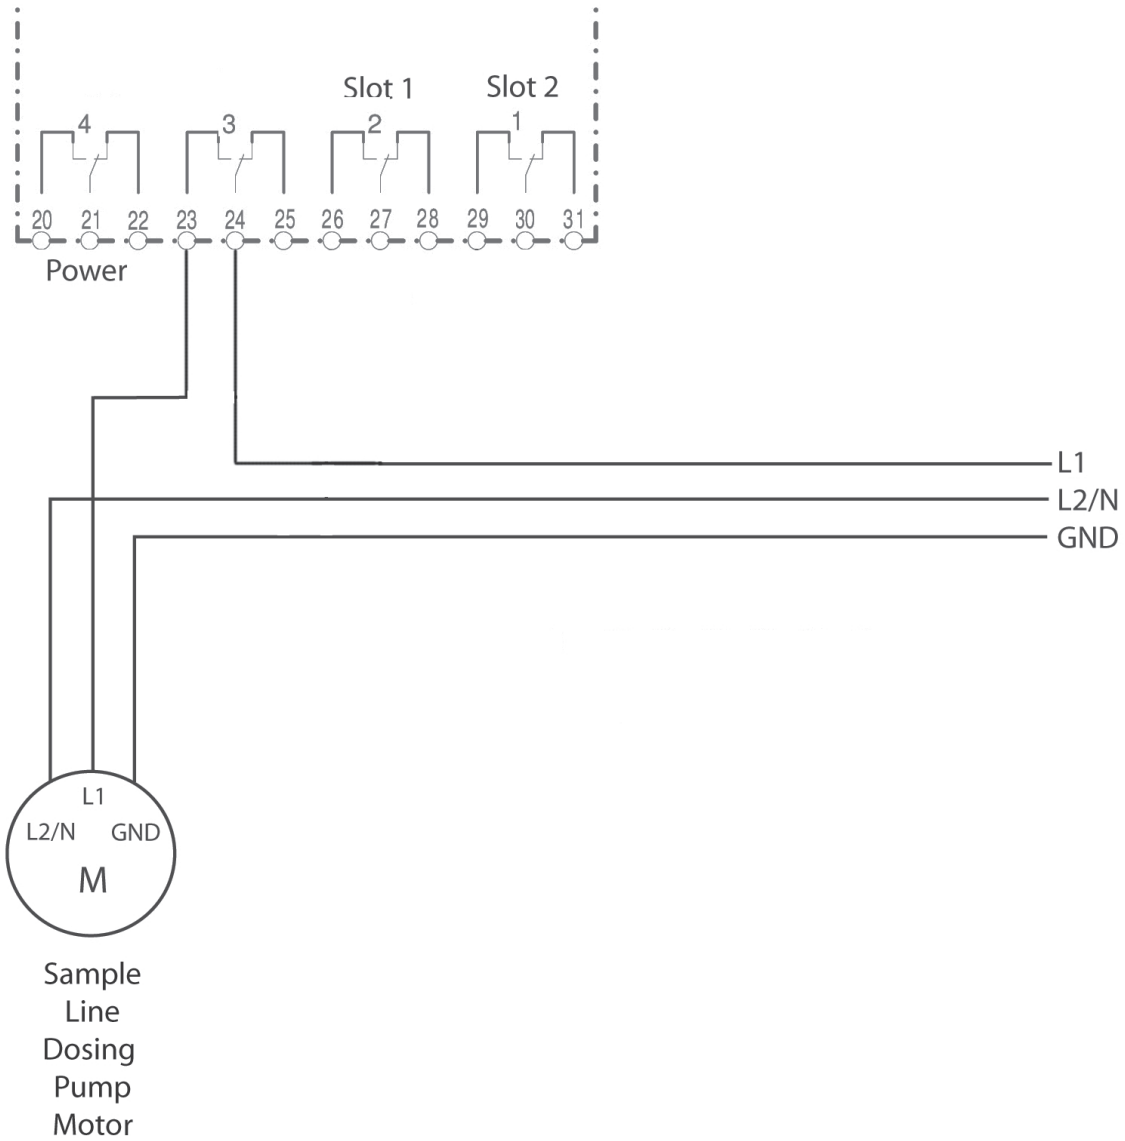 Slot 1 Slot 2
4 3 2 1
20 21 22 23 24 25 26 27 28 29 30 31
Power
L1
L2/N
GND
L1
L2/N GND
M
Sample
Line
Dosing
Pump
Motor